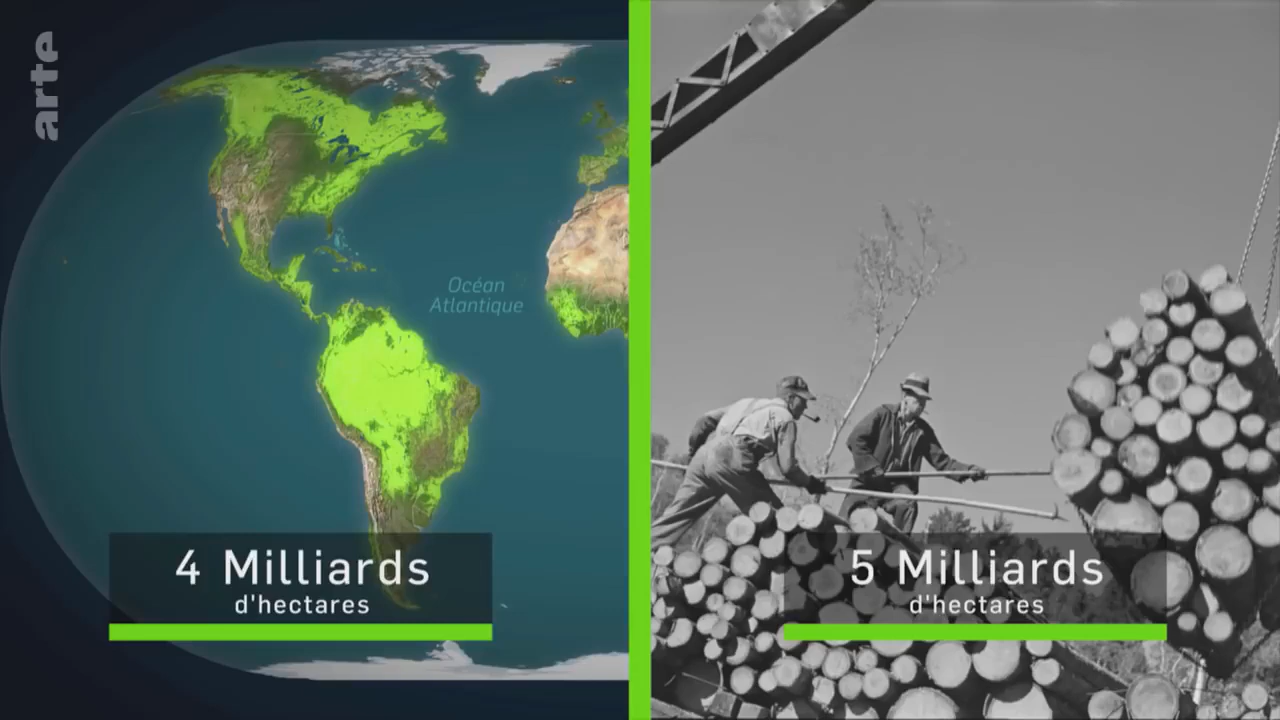 arte
Océan
Atlantique
4 Milliards
d'hectares
5 Milliards
d'hectares